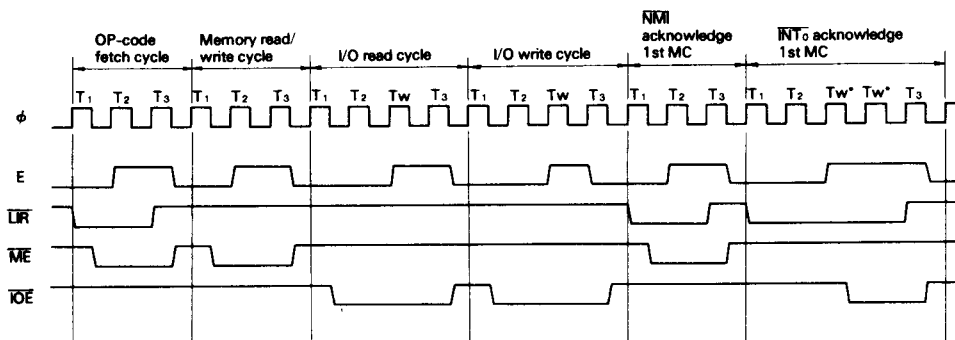 OP-code
fetch cycle
Memory read/
write cycle
I/O read cycle
I/O write cycle
NMI
acknowledge
1st MC
INT₀ acknowledge
1st MC
T₁ T₂ T₃ T₁ T₂ T₃ T₁ T₂ Tw T₃ T₁ T₂ Tw T₃ T₁ T₂ T₃ T₁ T₂ Tw* Tw* T₃
φ
E
LIR
ME
IOE